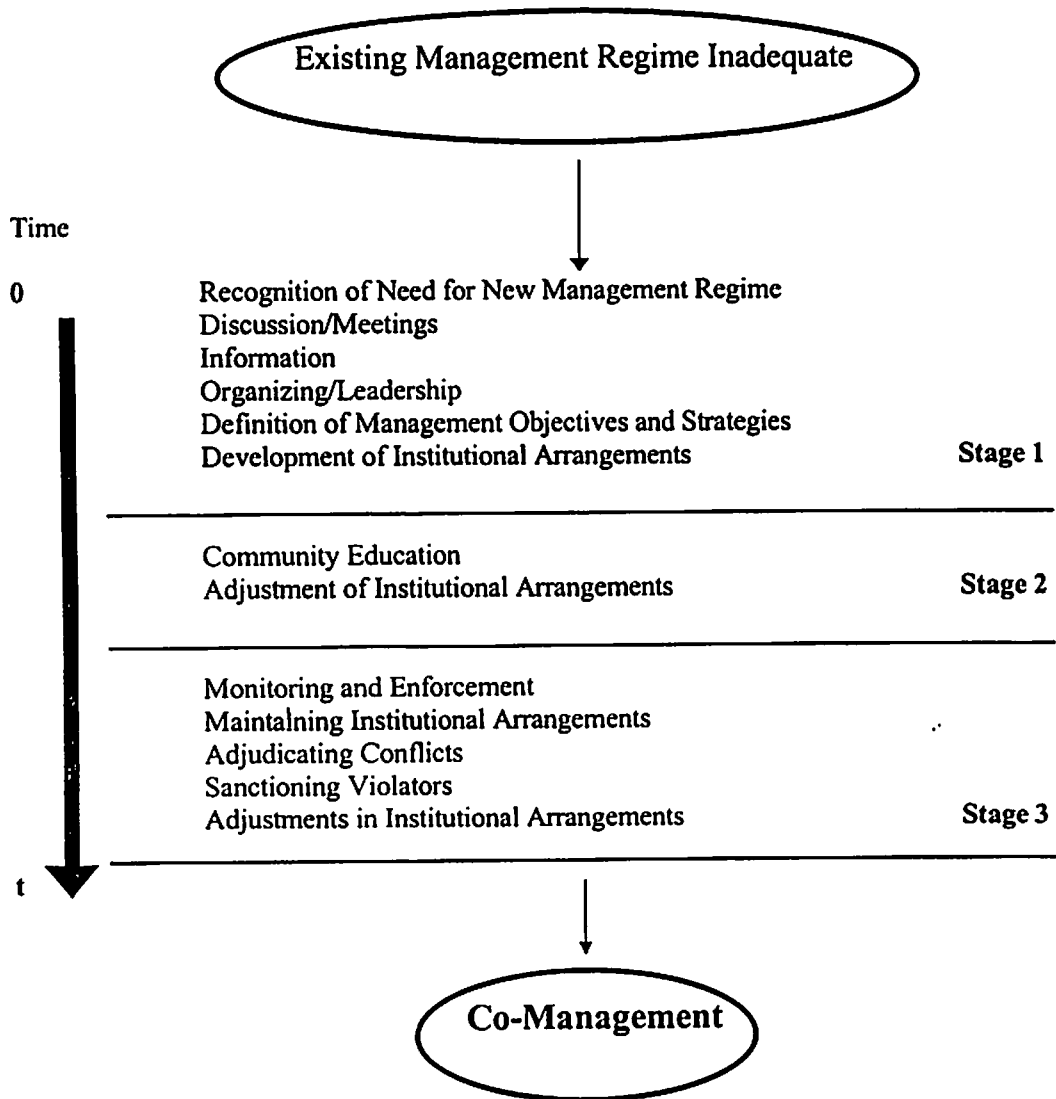 Existing Management Regime Inadequate
Time
0
Recognition of Need for New Management Regime
Discussion/Meetings
Information
Organizing/Leadership
Definition of Management Objectives and Strategies
Development of Institutional Arrangements Stage 1
Community Education
Adjustment of Institutional Arrangements Stage 2
Monitoring and Enforcement
Maintaining Institutional Arrangements
Adjudicating Conflicts
Sanctioning Violators
Adjustments in Institutional Arrangements Stage 3
t
Co-Management